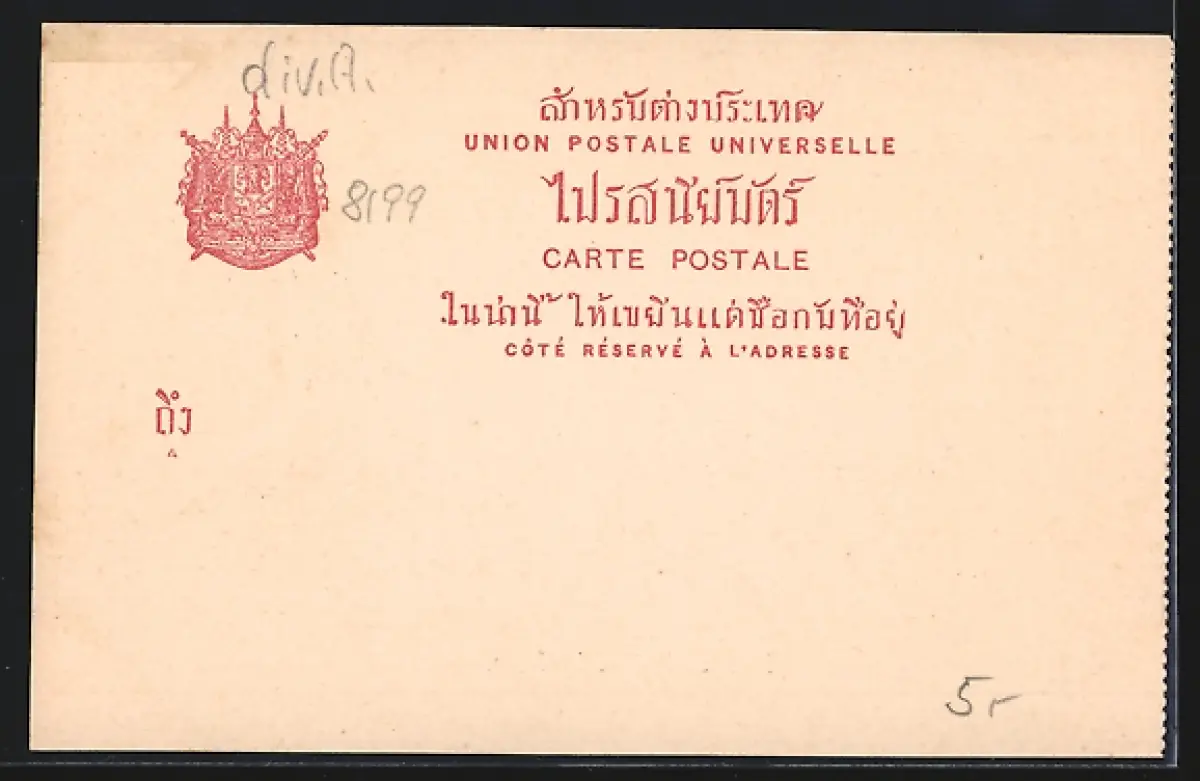 div. A.
สำหรับต่างประเทศ
UNION POSTALE UNIVERSELLE
8199
ไปรสนีย์บัตร์
CARTE POSTALE
ในน่านี้ ให้เขยีนแต่ชื่อกับที่อยู่
CÔTÉ RÉSERVÉ À L'ADRESSE
ถึง
à
5,-